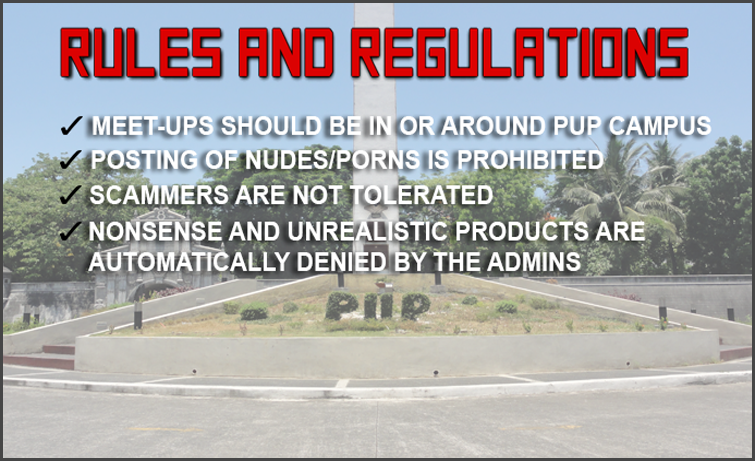 RULES AND REGULATIONS
✓ MEET-UPS SHOULD BE IN OR AROUND PUP CAMPUS
✓ POSTING OF NUDES/PORNS IS PROHIBITED
✓ SCAMMERS ARE NOT TOLERATED
✓ NONSENSE AND UNREALISTIC PRODUCTS ARE
AUTOMATICALLY DENIED BY THE ADMINS
PUP